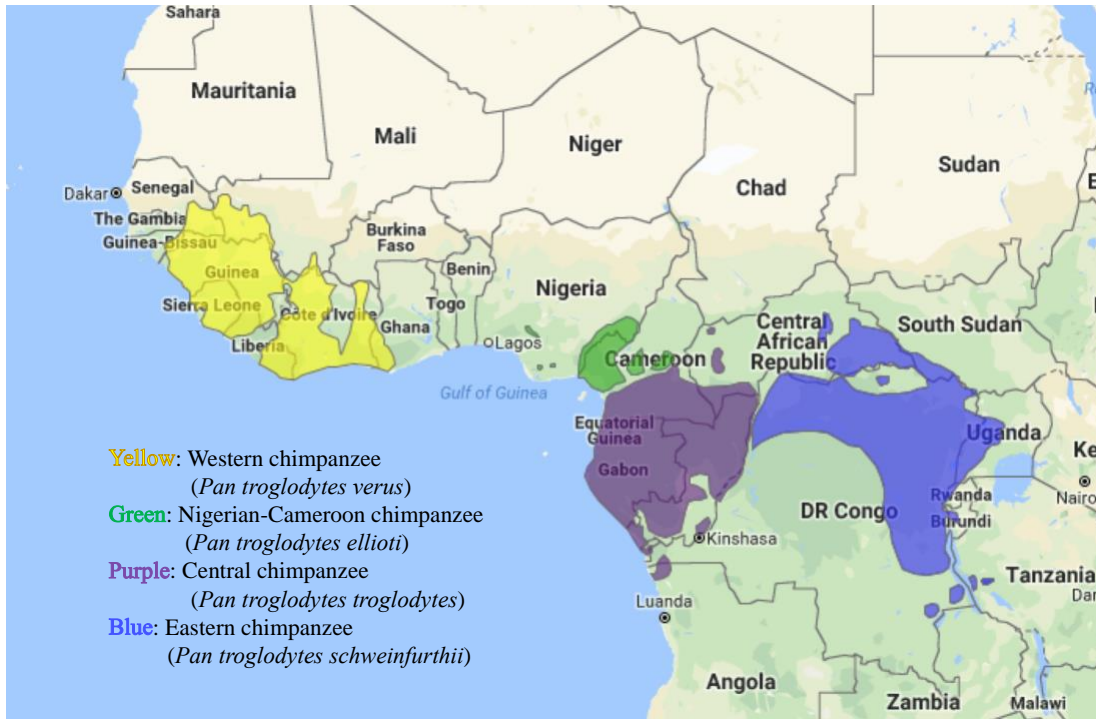 Sahara
Mauritania
Mali
Niger
Chad
Sudan
Dakar
Senegal
The Gambia
Guinea-Bissau
Guinea
Sierra Leone
Liberia
Côte d'Ivoire
Burkina
Faso
Ghana
Togo
Benin
Nigeria
Lagos
Gulf of Guinea
Cameroon
Central
African
Republic
South Sudan
Equatorial
Guinea
Gabon
DR Congo
Kinshasa
Uganda
Ke
Nairo
Rwanda
Burundi
Tanzania
Dar
Luanda
Angola
Zambia
Malawi
Yellow: Western chimpanzee
(Pan troglodytes verus)
Green: Nigerian-Cameroon chimpanzee
(Pan troglodytes ellioti)
Purple: Central chimpanzee
(Pan troglodytes troglodytes)
Blue: Eastern chimpanzee
(Pan troglodytes schweinfurthii)